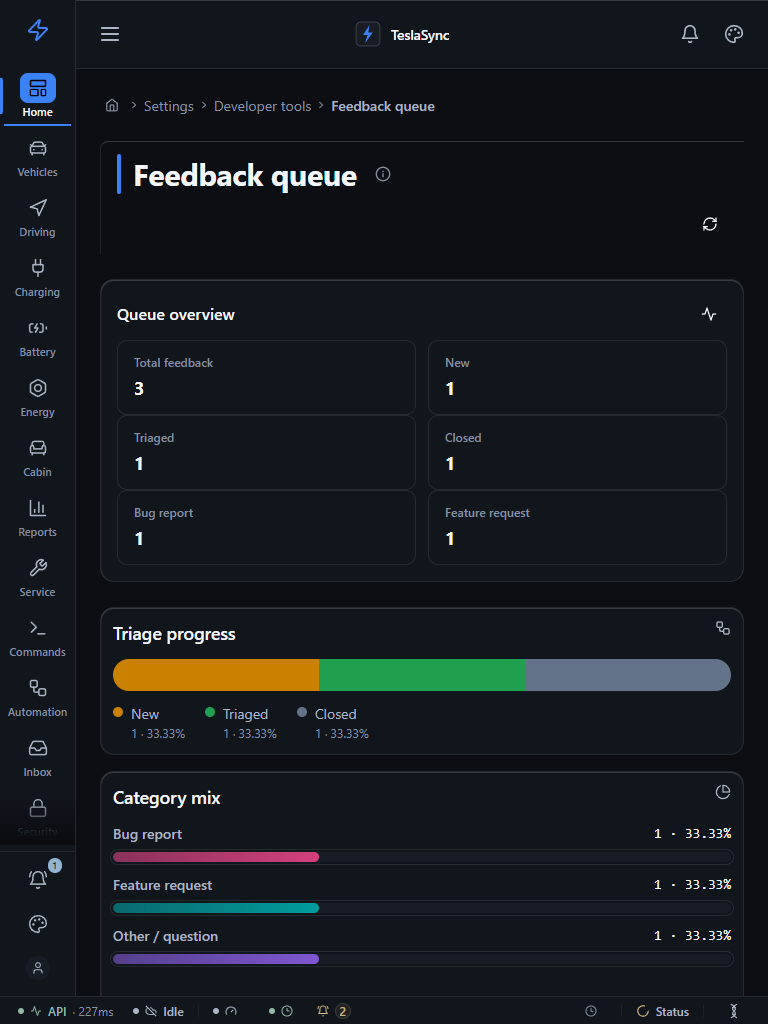 TeslaSync
Home
Vehicles
Driving
Charging
Battery
Energy
Cabin
Reports
Service
Commands
Automation
Inbox
Security
1
Settings
Developer tools
Feedback queue
Feedback queue
Queue overview
Total feedback
3
New
1
Triaged
1
Closed
1
Bug report
1
Feature request
1
Triage progress
New
1 · 33.33%
Triaged
1 · 33.33%
Closed
1 · 33.33%
Category mix
Bug report
1 · 33.33%
Feature request
1 · 33.33%
Other / question
1 · 33.33%
API · 227ms
Idle
2
Status